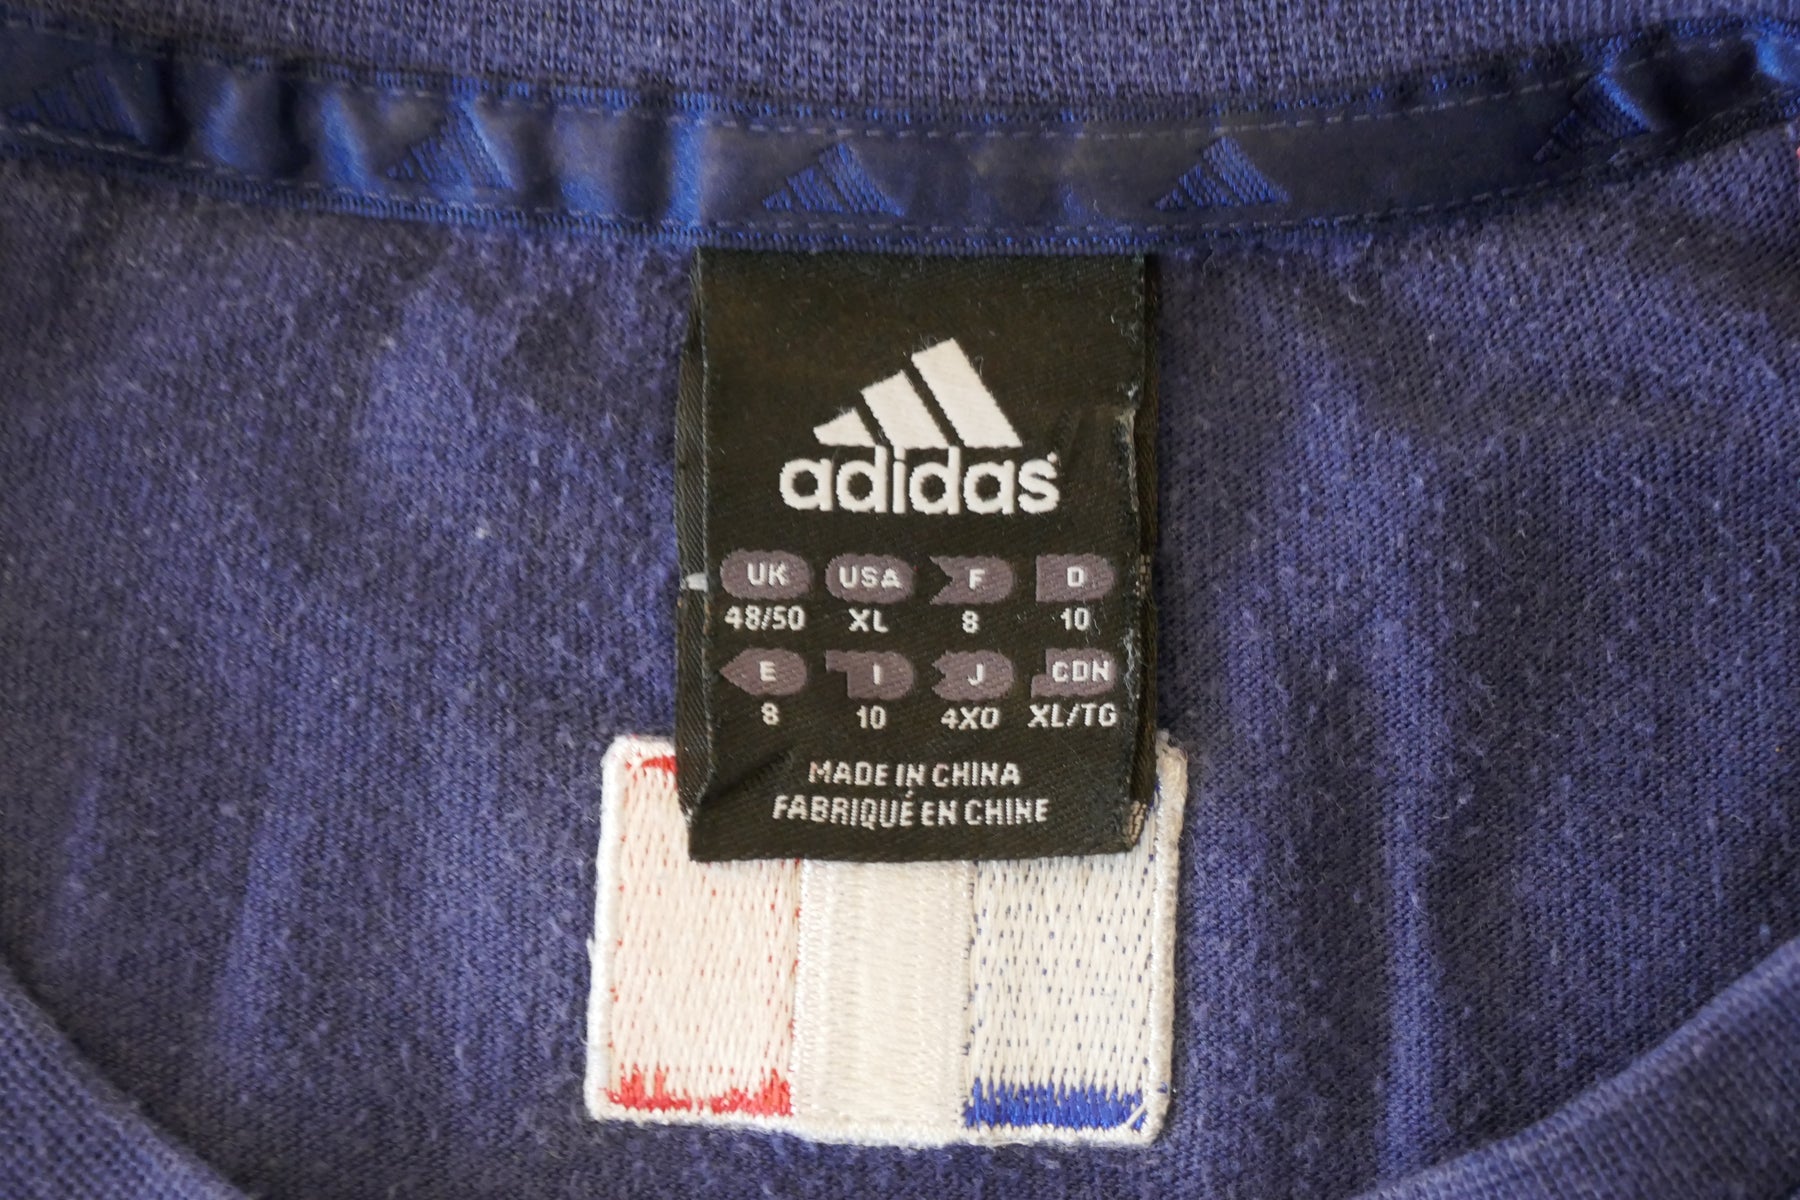 adidas
UK USA F D
48/50 XL 8 10
E I J CDN
8 10 4XO XL/TG
MADE IN CHINA
FABRIQUÉ EN CHINE